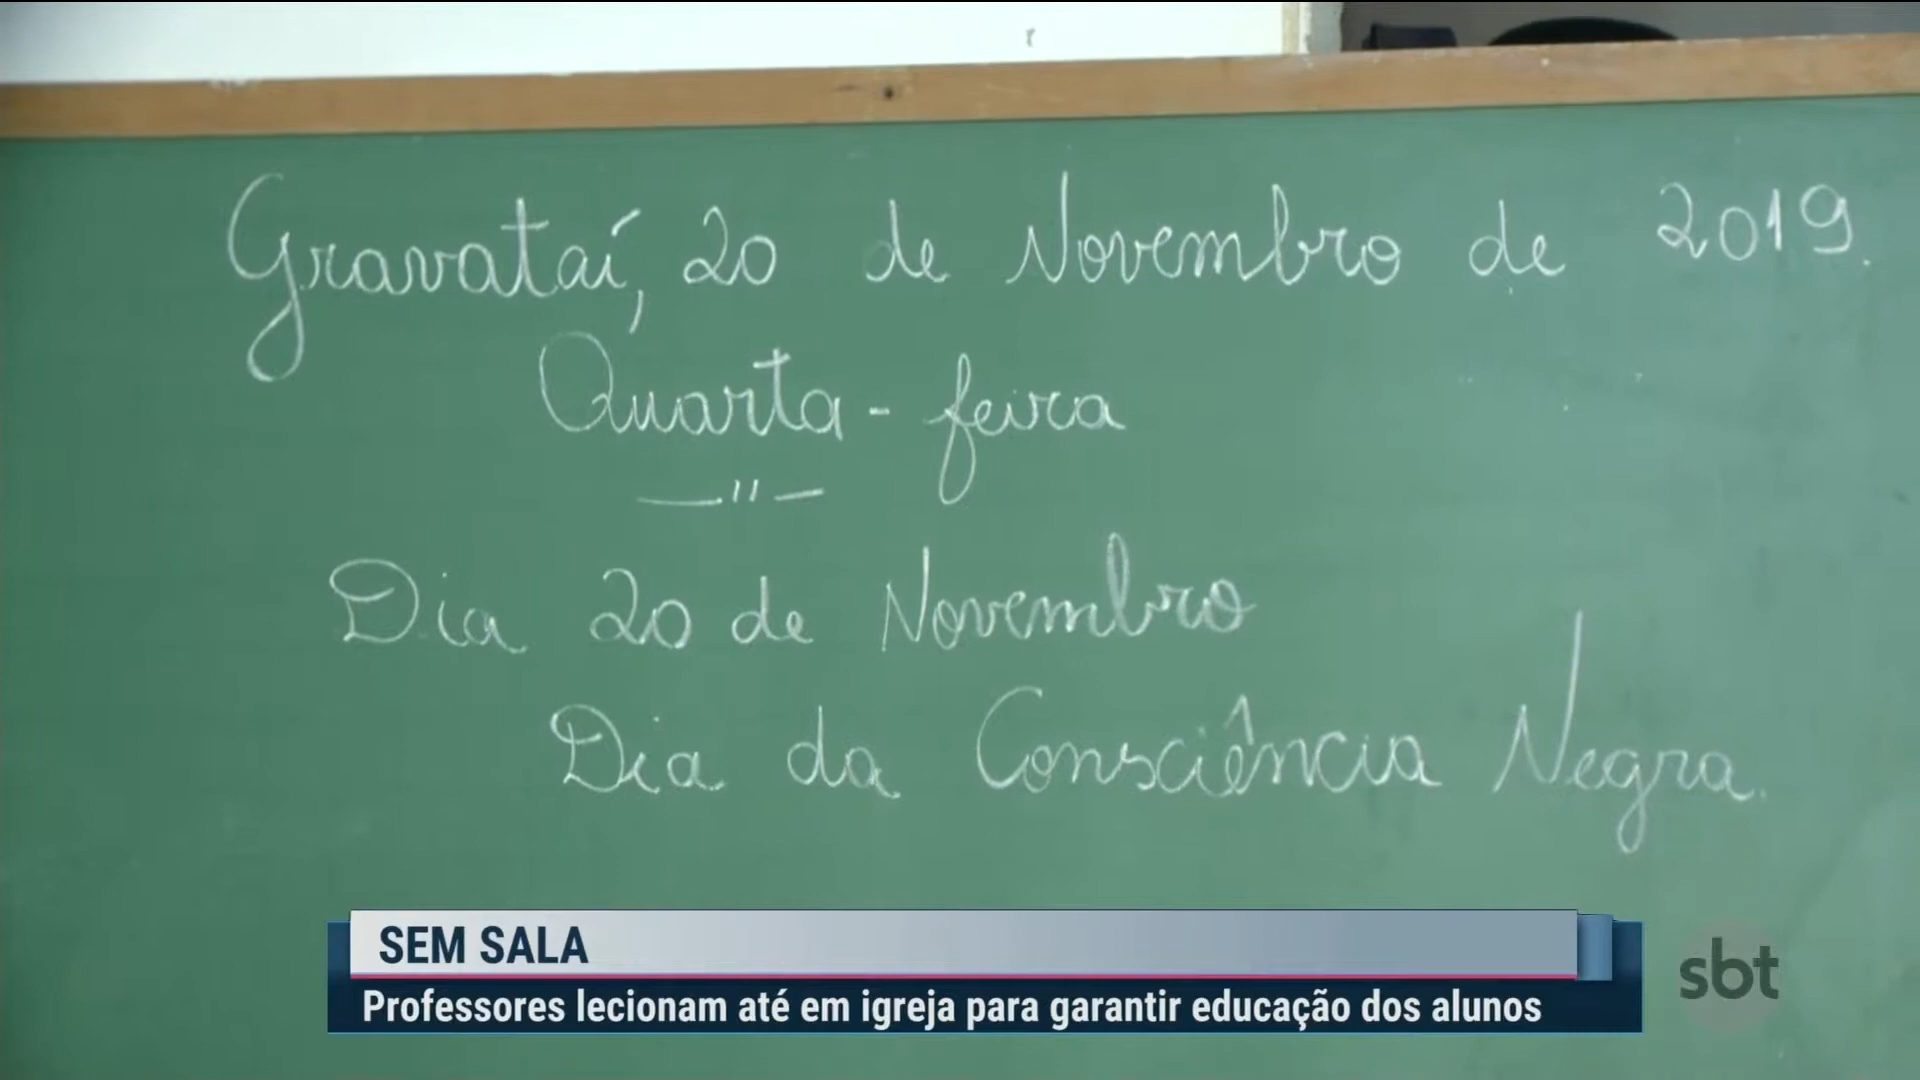 Gravataí, 20 de Novembro de 2019.
Quarta-feira
—"—
Dia 20 de Novembro
Dia da Consciência Negra.
SEM SALA
Professores lecionam até em igreja para garantir educação dos alunos
sbt